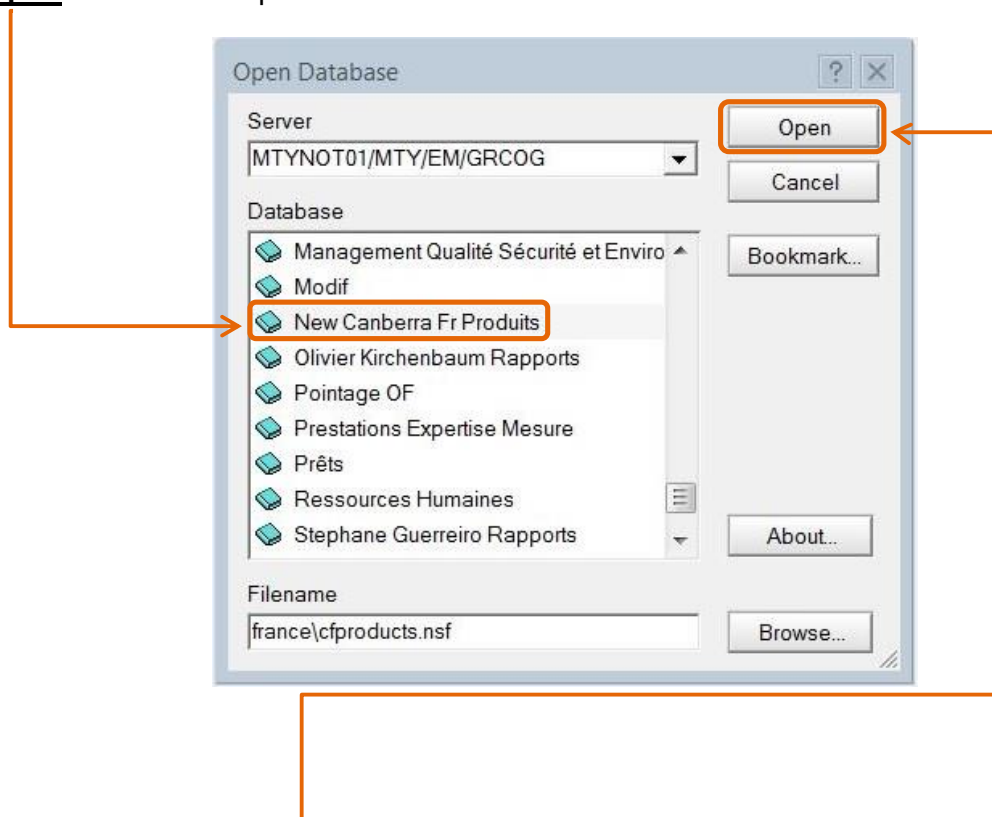 Open Database
Server
Open
MTYNOT01/MTY/EM/GRCOG
Cancel
Database
Management Qualité Sécurité et Enviro
Bookmark...
Modif
New Canberra Fr Produits
Olivier Kirchenbaum Rapports
Pointage OF
Prestations Expertise Mesure
Prêts
Ressources Humaines
Stephane Guerreiro Rapports
About...
Filename
france\cfproducts.nsf
Browse...